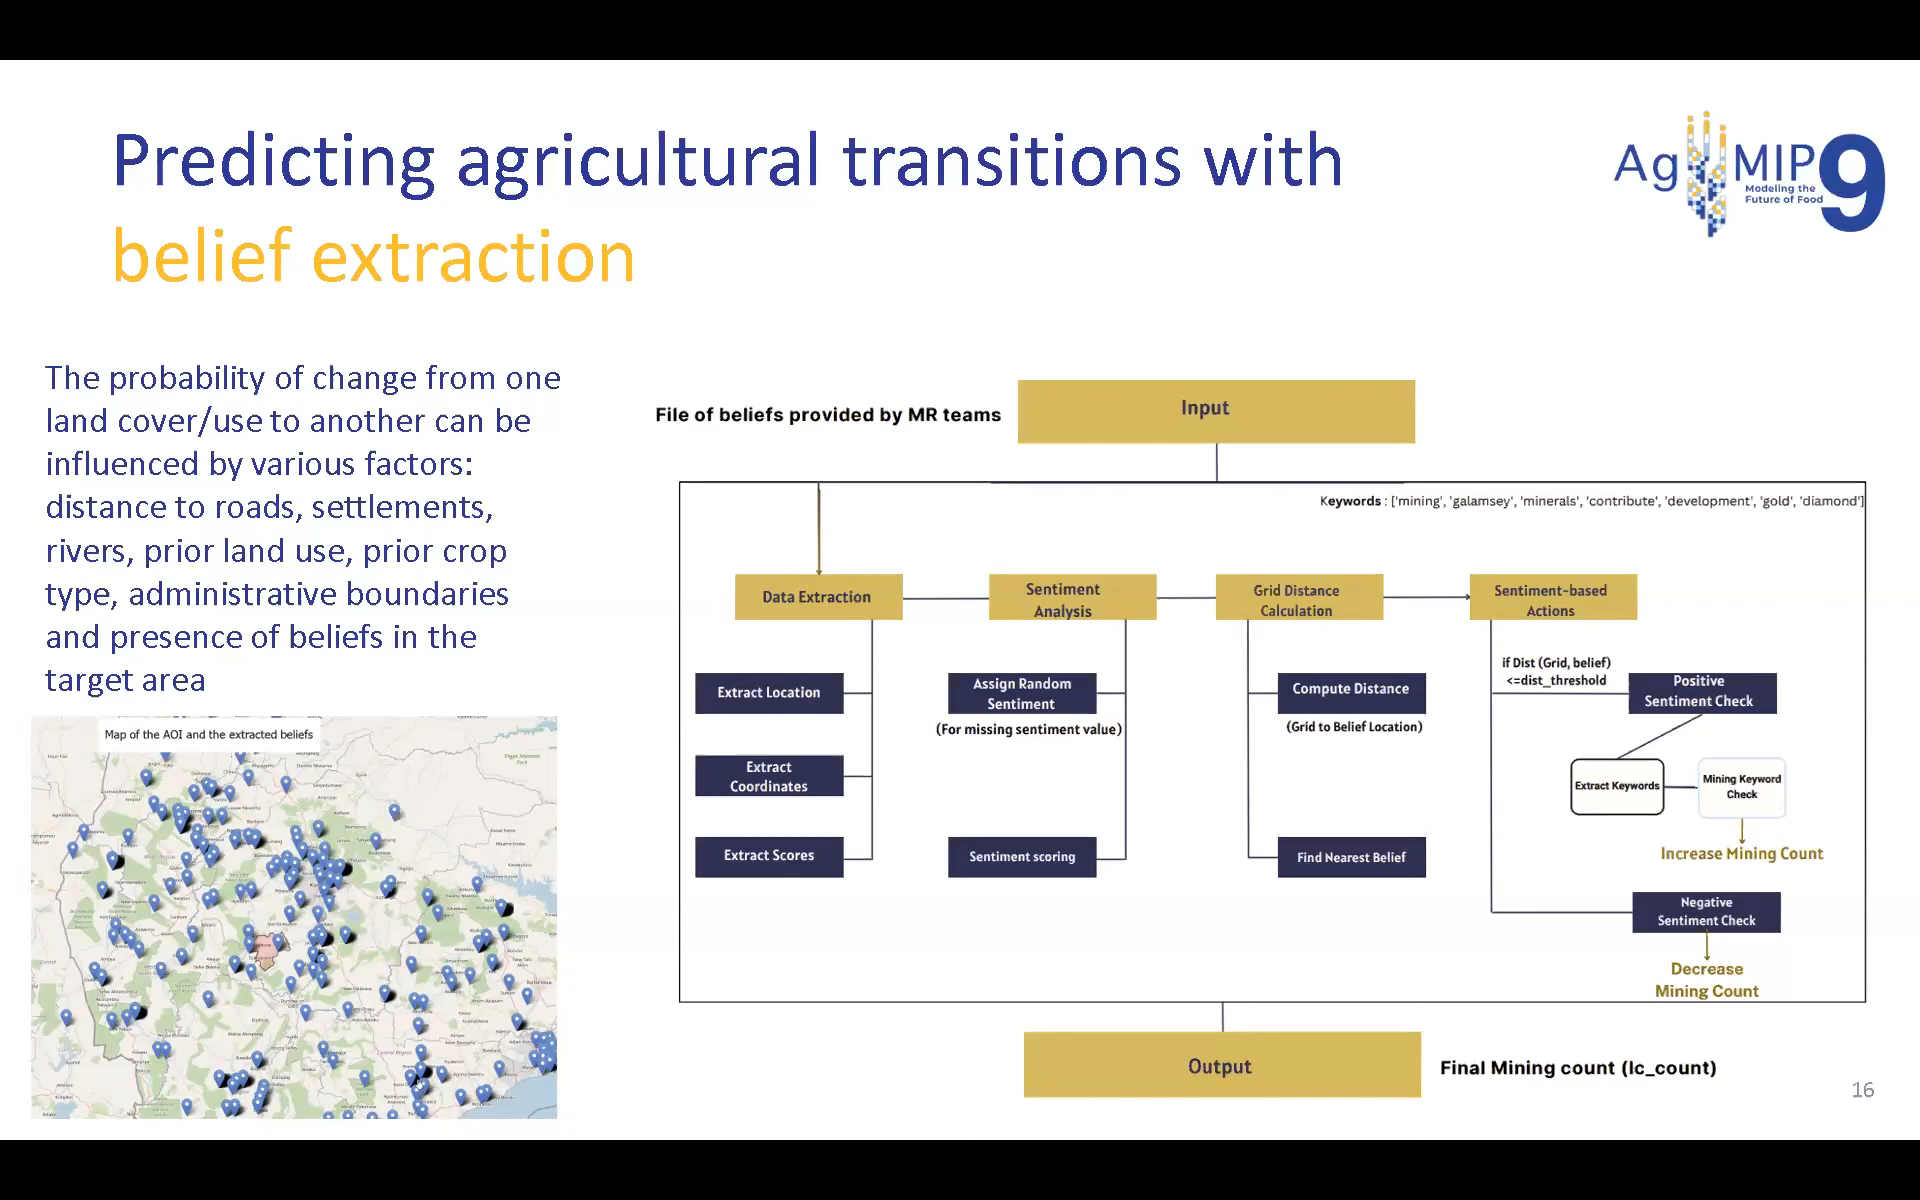 Predicting agricultural transitions with
belief extraction
AgMIP9
Modeling the
Future of Food
The probability of change from one
land cover/use to another can be
influenced by various factors:
distance to roads, settlements,
rivers, prior land use, prior crop
type, administrative boundaries
and presence of beliefs in the
target area
Map of the AOI and the extracted beliefs
File of beliefs provided by MR teams
Input
Keywords : ['mining', 'galamsey', 'minerals', 'contribute', 'development', 'gold', 'diamond']
Data Extraction
Extract Location
Extract
Coordinates
Extract Scores
Sentiment
Analysis
Assign Random
Sentiment
(For missing sentiment value)
Sentiment scoring
Grid Distance
Calculation
Compute Distance
(Grid to Belief Location)
Find Nearest Belief
Sentiment-based
Actions
if Dist (Grid, belief)
<=dist_threshold
Positive
Sentiment Check
Extract Keywords
Mining Keyword
Check
Increase Mining Count
Negative
Sentiment Check
Decrease
Mining Count
Output
Final Mining count (lc_count)
16